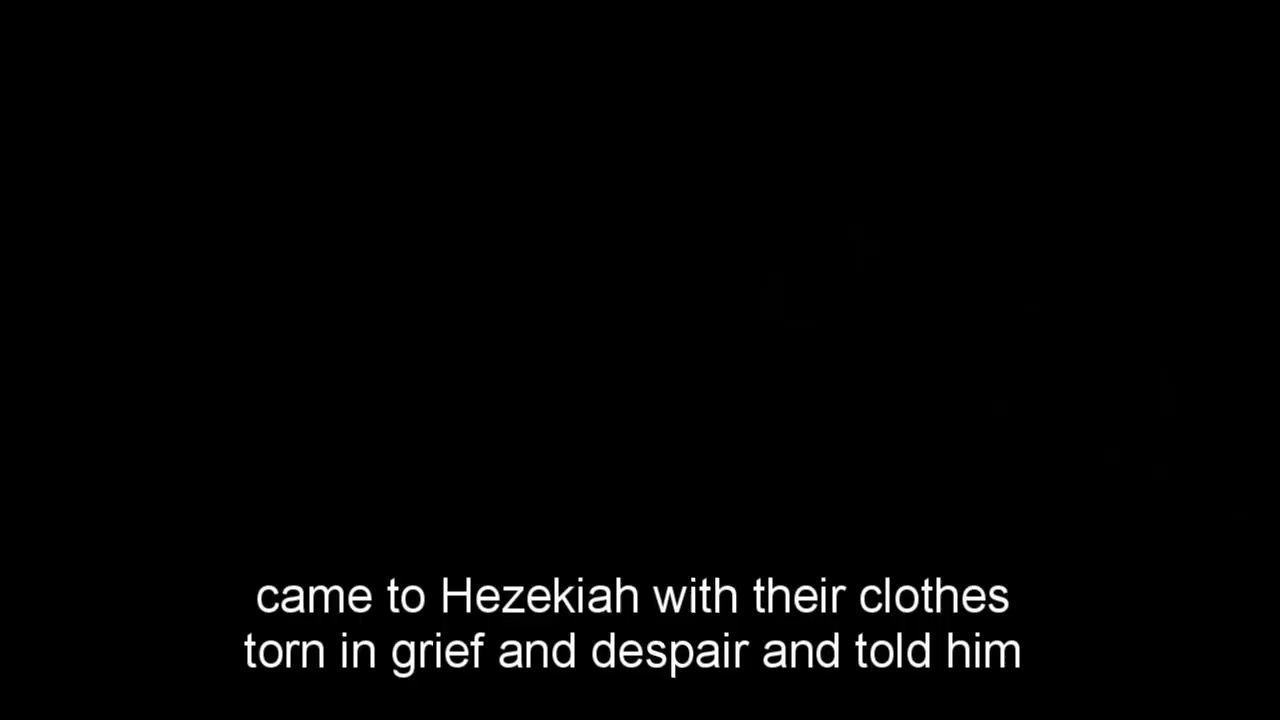 came to Hezekiah with their clothes
torn in grief and despair and told him